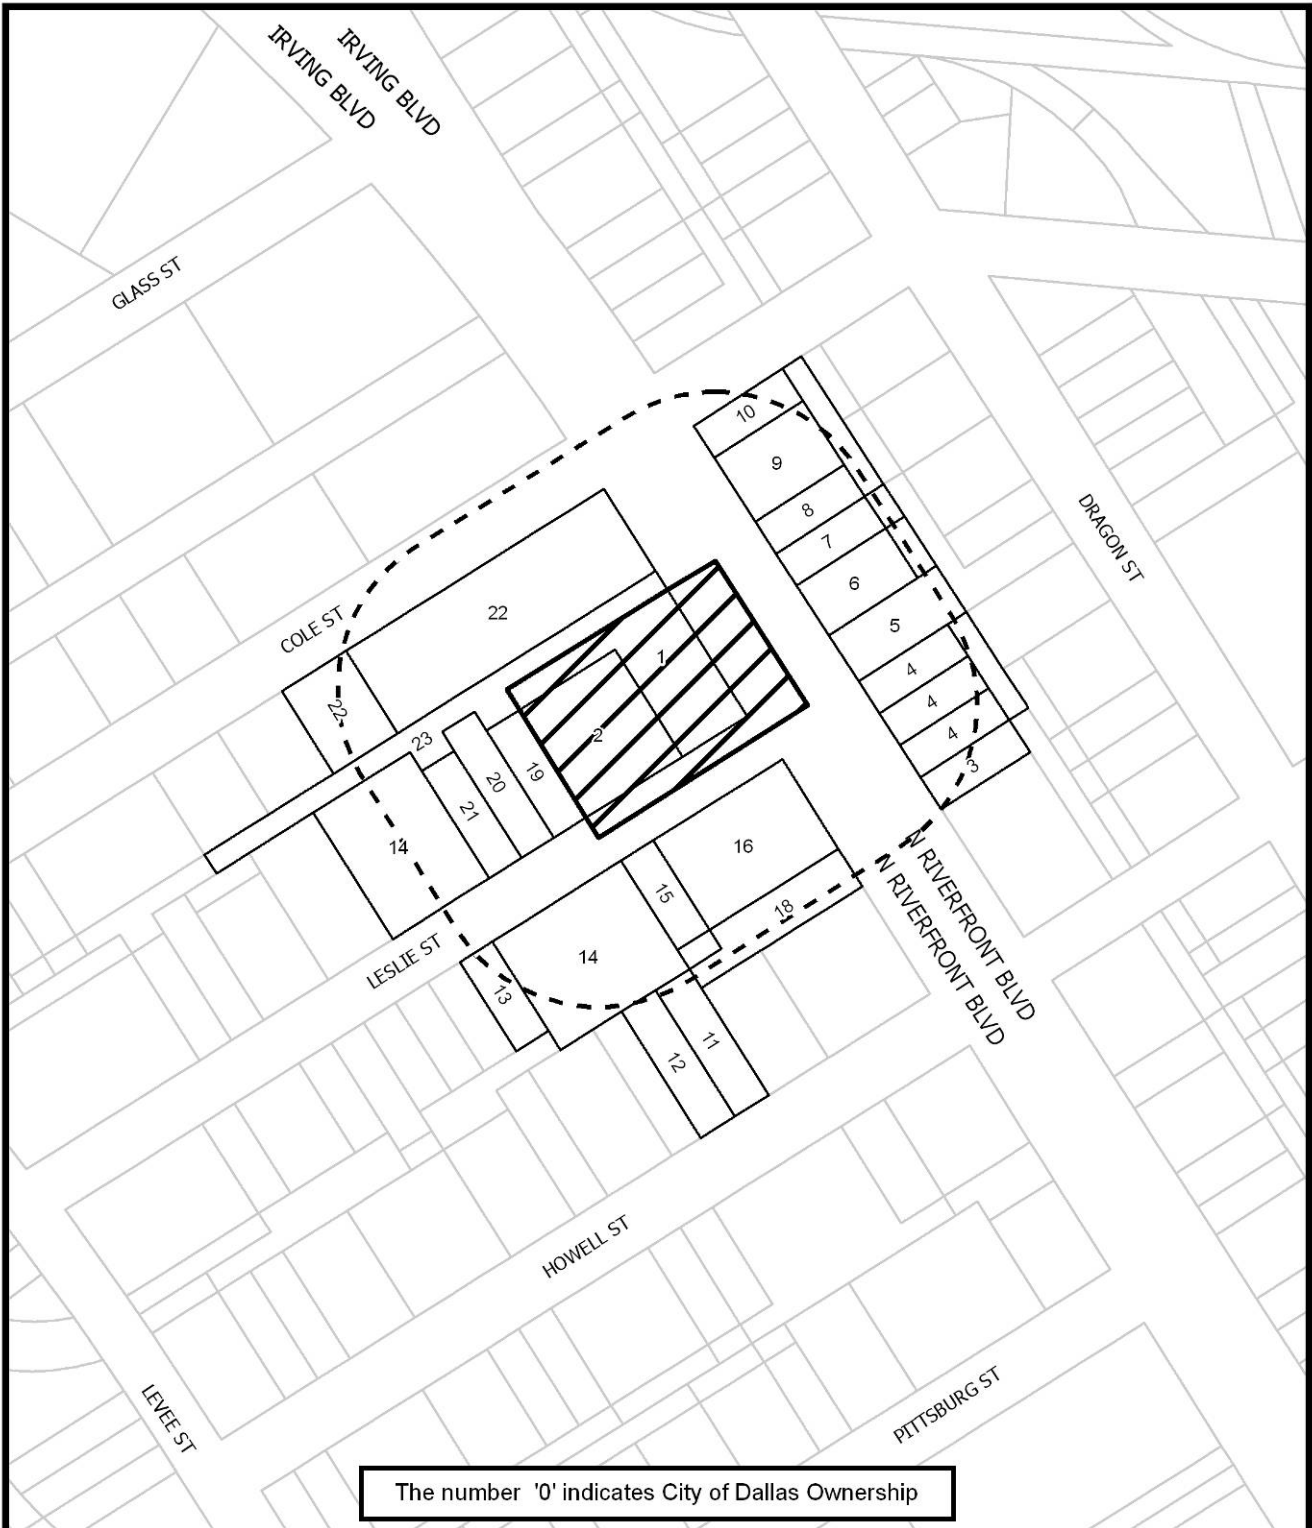 IRVING BLVD
IRVING BLVD
GLASS ST
10
9
8
DRAGON ST
7
6
22
COLE ST
5
1
4
22
4
2
23
4
19
3
20
21
14
16
N RIVERFRONT BLVD
N RIVERFRONT BLVD
15
18
LESLIE ST
14
13
11
12
HOWELL ST
LEVEE ST
PITTSBURG ST
The number '0' indicates City of Dallas Ownership